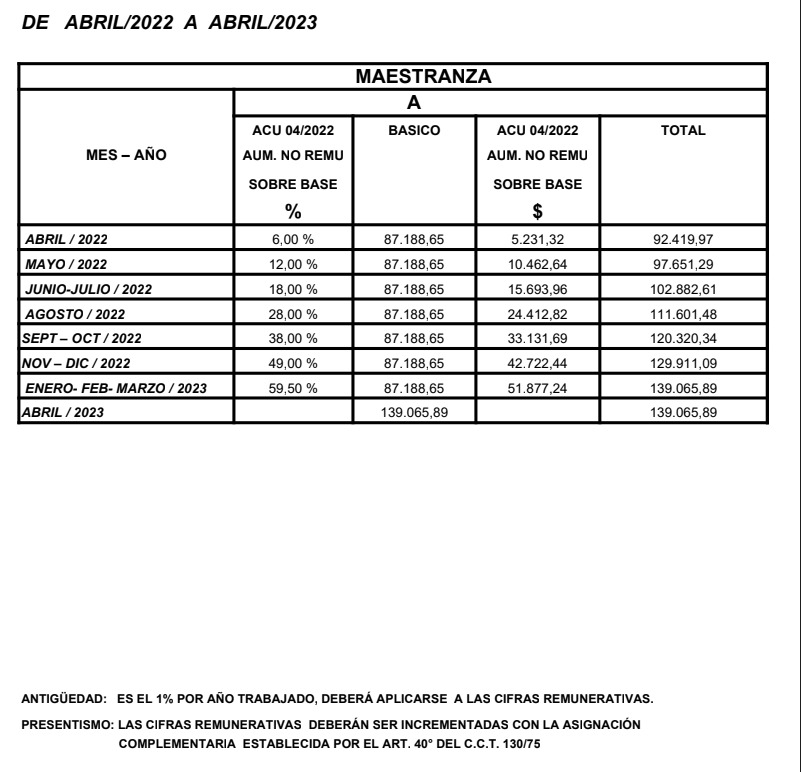 DE ABRIL/2022 A ABRIL/2023
MAESTRANZA
A
MES – AÑO
ACU 04/2022
AUM. NO REMU
SOBRE BASE
%
BASICO
ACU 04/2022
AUM. NO REMU
SOBRE BASE
$
TOTAL
ABRIL / 2022 6,00 % 87.188,65 5.231,32 92.419,97
MAYO / 2022 12,00 % 87.188,65 10.462,64 97.651,29
JUNIO-JULIO / 2022 18,00 % 87.188,65 15.693,96 102.882,61
AGOSTO / 2022 28,00 % 87.188,65 24.412,82 111.601,48
SEPT – OCT / 2022 38,00 % 87.188,65 33.131,69 120.320,34
NOV – DIC / 2022 49,00 % 87.188,65 42.722,44 129.911,09
ENERO- FEB- MARZO / 2023 59,50 % 87.188,65 51.877,24 139.065,89
ABRIL / 2023 139.065,89 139.065,89
ANTIGÜEDAD: ES EL 1% POR AÑO TRABAJADO, DEBERÁ APLICARSE A LAS CIFRAS REMUNERATIVAS.
PRESENTISMO: LAS CIFRAS REMUNERATIVAS DEBERÁN SER INCREMENTADAS CON LA ASIGNACIÓN
COMPLEMENTARIA ESTABLECIDA POR EL ART. 40° DEL C.C.T. 130/75